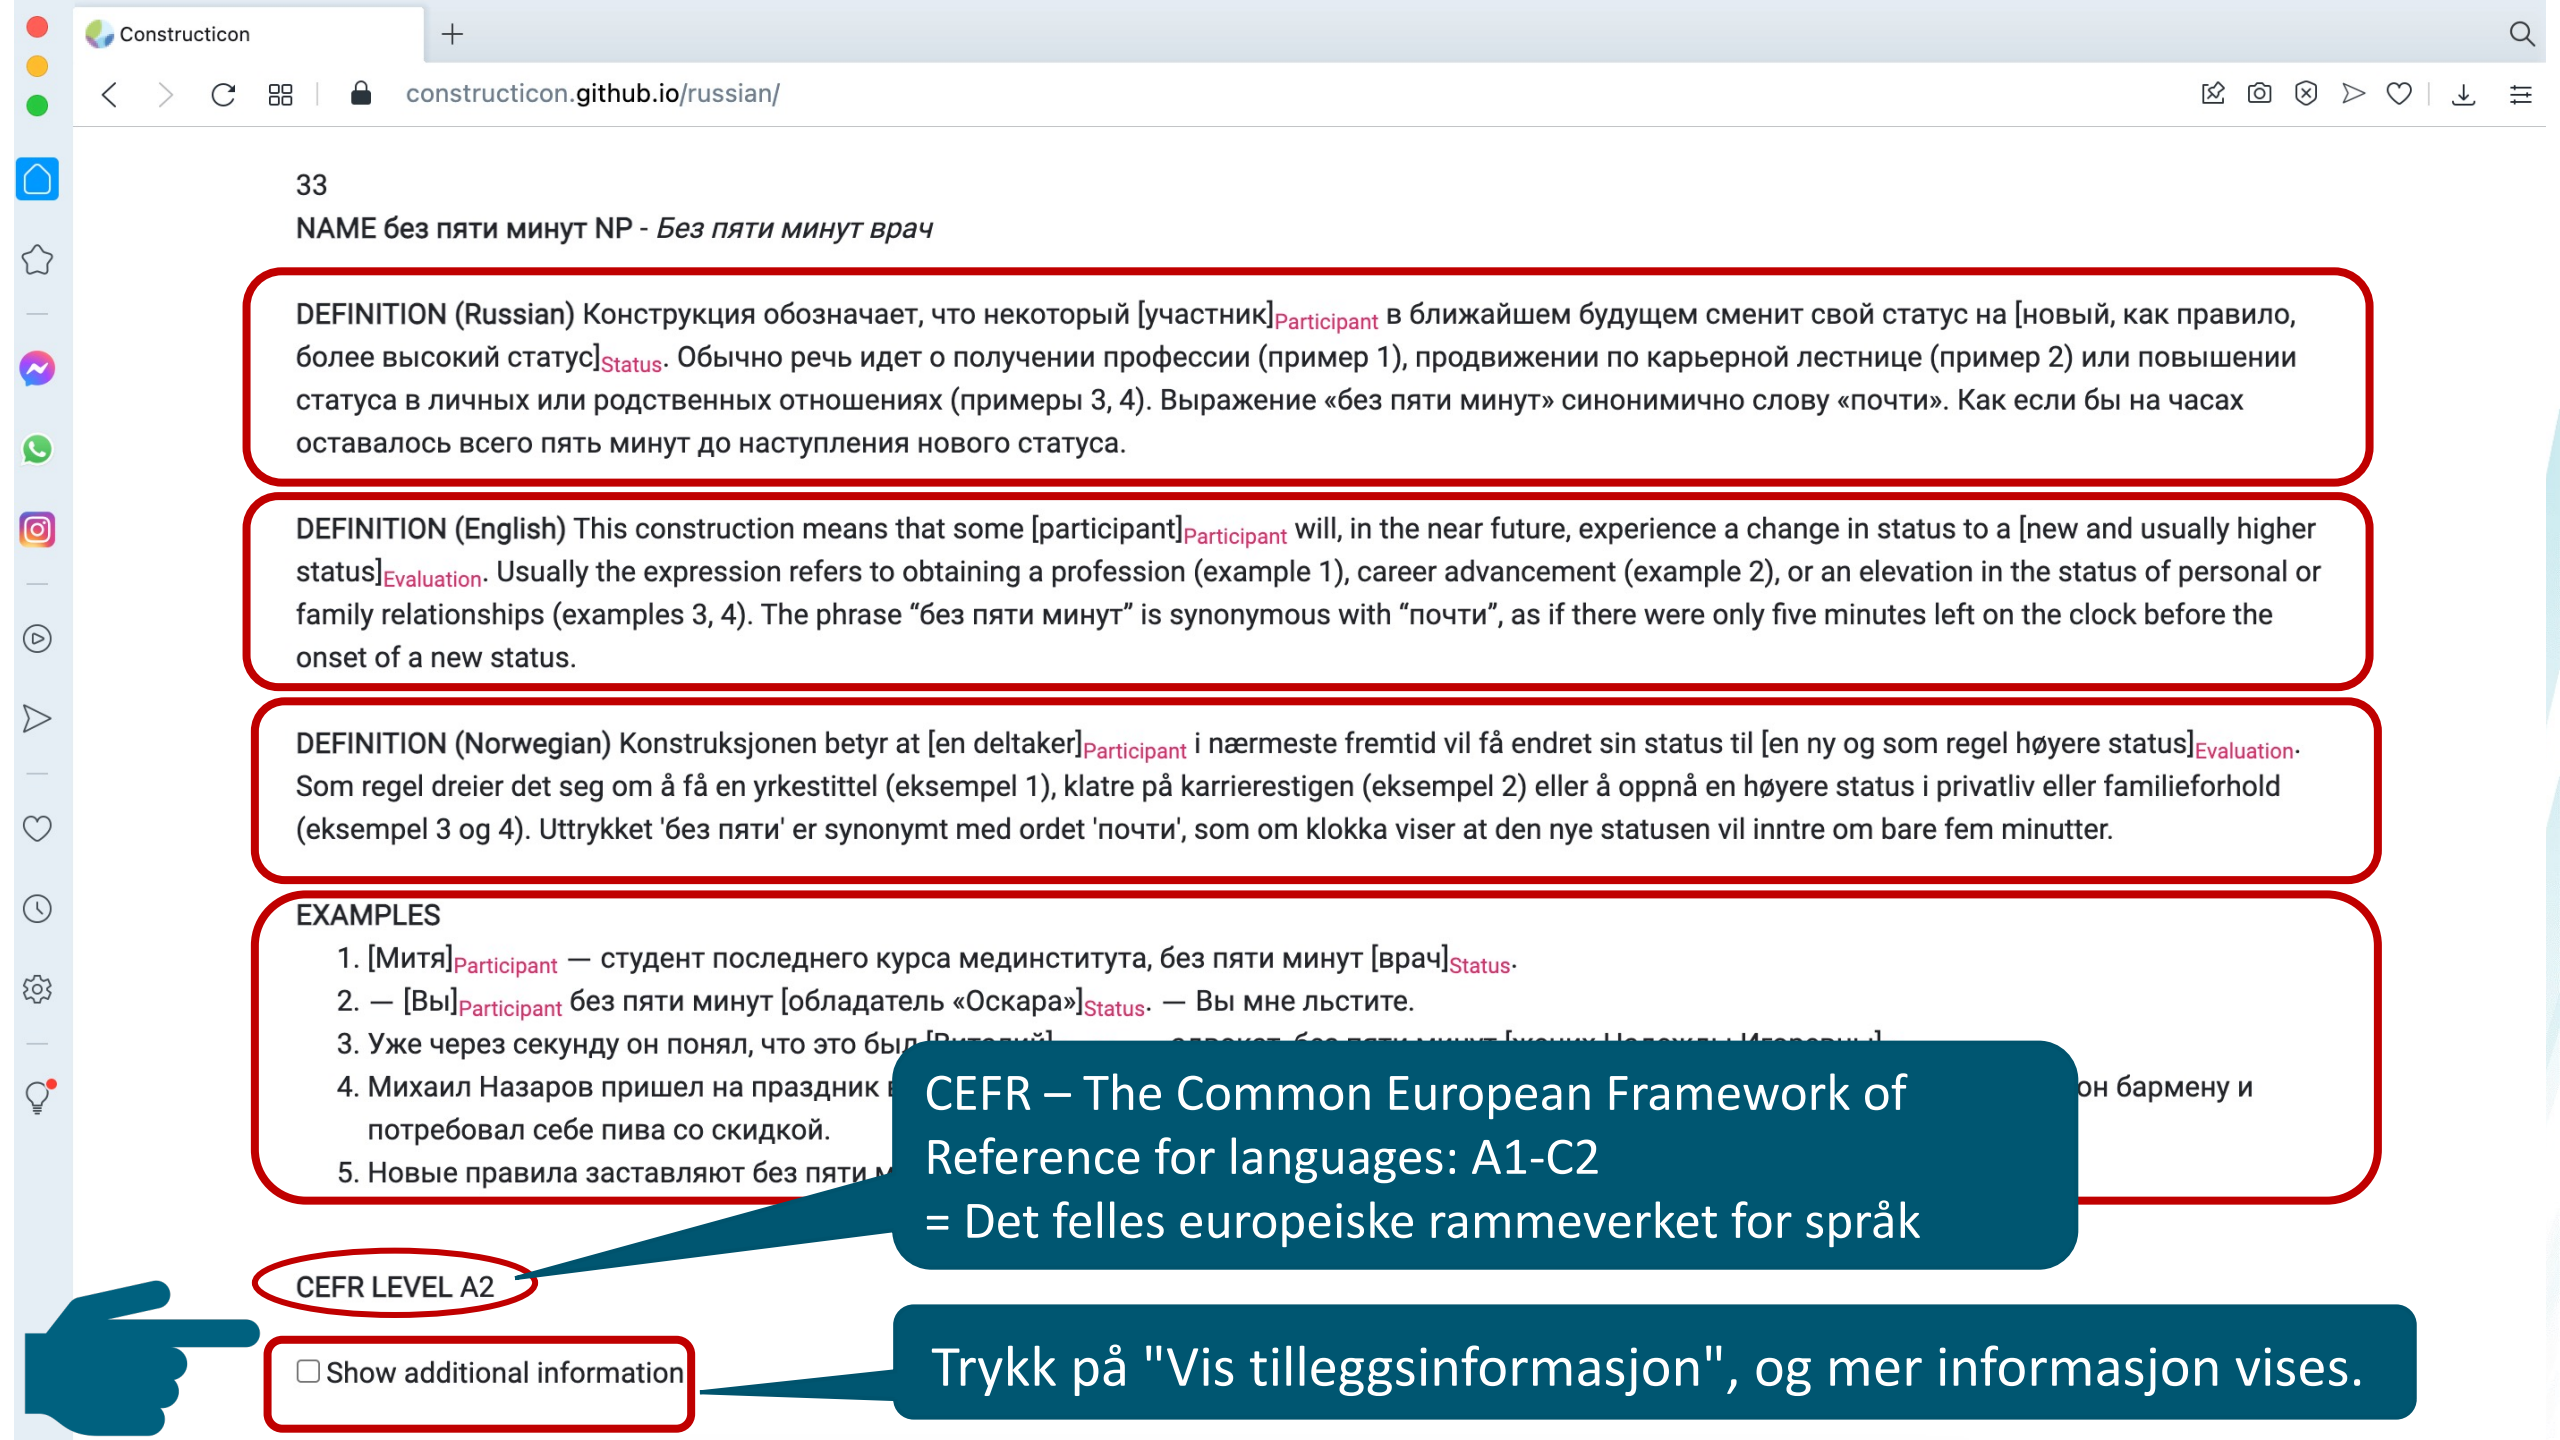 Constructicon
constructicon.github.io/russian/
33
NAME без пяти минут NP - Без пяти минут врач
DEFINITION (Russian) Конструкция обозначает, что некоторый [участник]Participant в ближайшем будущем сменит свой статус на [новый, как правило,
более высокий статус]Status. Обычно речь идет о получении профессии (пример 1), продвижении по карьерной лестнице (пример 2) или повышении
статуса в личных или родственных отношениях (примеры 3, 4). Выражение «без пяти минут» синонимично слову «почти». Как если бы на часах
оставалось всего пять минут до наступления нового статуса.
DEFINITION (English) This construction means that some [participant]Participant will, in the near future, experience a change in status to a [new and usually higher
status]Evaluation. Usually the expression refers to obtaining a profession (example 1), career advancement (example 2), or an elevation in the status of personal or
family relationships (examples 3, 4). The phrase “без пяти минут” is synonymous with “почти”, as if there were only five minutes left on the clock before the
onset of a new status.
DEFINITION (Norwegian) Konstruksjonen betyr at [en deltaker]Participant i nærmeste fremtid vil få endret sin status til [en ny og som regel høyere status]Evaluation.
Som regel dreier det seg om å få en yrkestittel (eksempel 1), klatre på karrierestigen (eksempel 2) eller å oppnå en høyere status i privatliv eller familieforhold
(eksempel 3 og 4). Uttrykket 'без пяти' er synonymt med ordet 'почти', som om klokka viser at den nye statusen vil inntre om bare fem minutter.
EXAMPLES
1. [Митя]Participant — студент последнего курса мединститута, без пяти минут [врач]Status.
2. — [Вы]Participant без пяти минут [обладатель «Оскара»]Status. — Вы мне льстите.
3. Уже через секунду он понял, что это был
4. Михаил Назаров пришел на праздник он бармену и
потребовал себе пива со скидкой.
5. Новые правила заставляют без пяти
CEFR – The Common European Framework of
Reference for languages: A1-C2
= Det felles europeiske rammeverket for språk
CEFR LEVEL A2
Show additional information
Trykk på "Vis tilleggsinformasjon", og mer informasjon vises.